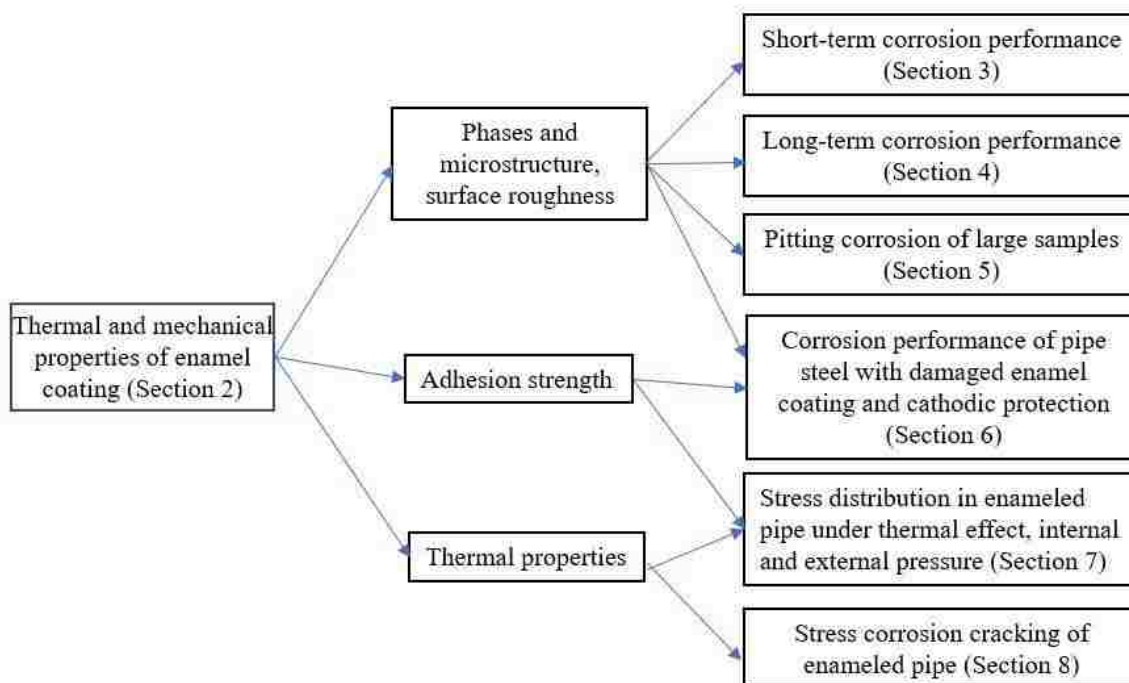 Thermal and mechanical
properties of enamel
coating (Section 2)
Phases and
microstructure,
surface roughness
Adhesion strength
Thermal properties
Short-term corrosion performance
(Section 3)
Long-term corrosion performance
(Section 4)
Pitting corrosion of large samples
(Section 5)
Corrosion performance of pipe
steel with damaged enamel
coating and cathodic protection
(Section 6)
Stress distribution in enameled
pipe under thermal effect, internal
and external pressure (Section 7)
Stress corrosion cracking of
enameled pipe (Section 8)